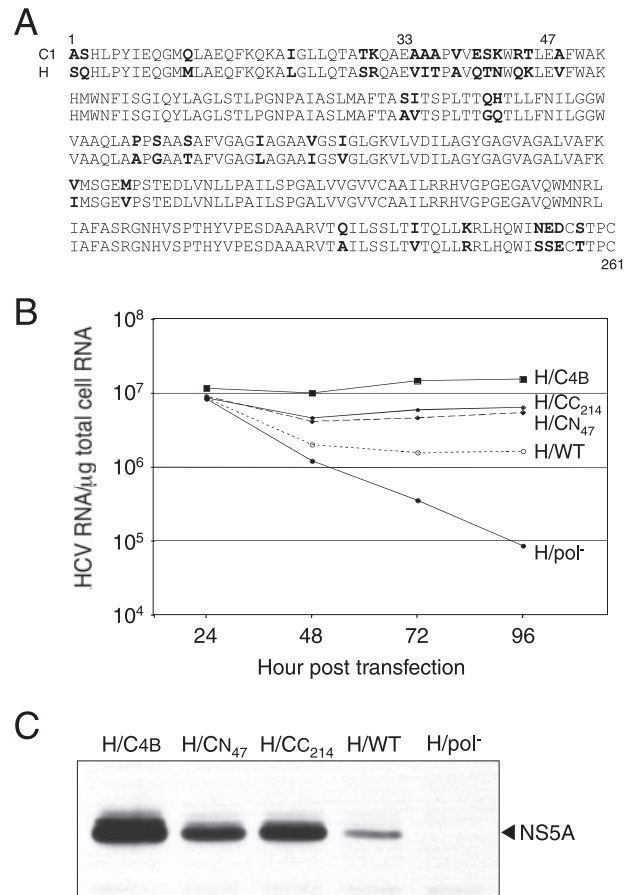 A
1 33 47
C1 ASHLPYIEQGMQLAEQFKQKAIGLLQTATKQAEAAAPVVESKWRTLEAFWAK
H SQHLPYIEQGMMLAEQFKQKALGLLQTASRQAEVITPAVQTNWQKLEVFWAK
HMWNFISGIQYLAGLSTLPGNPAIASLMAFTASITSPLTTQHTLLFNILGGW
HMWNFISGIQYLAGLSTLPGNPAIASLMAFTAAVTSPLTTGQTLLFNILGGW
VAAQLAPPSAASAFVGAGIAGAAVGSIGLGKVLVDILAGYGAGVAGALVAFK
VAAQLAAPGAATAFVGAGLAGAAIGSVGLGKVLVDILAGYGAGVAGALVAFK
VMSGEMPSTEDLVNLLPAILSPGALVVGVVCAAILRRHVGPGEGAVQWMNRL
IMSGEVPSTEDLVNLLPAILSPGALVVGVVCAAILRRHVGPGEGAVQWMNRL
IAFASRGNHVSPTHYVPESDAAARVTQILSSLTITQLLKRLHQWINEDCSTPC
IAFASRGNHVSPTHYVPESDAAARVTAILSSLTVTQLLRRLHQWISSECTTPC
261
B
HCV RNA/µg total cell RNA
10⁸
10⁷
10⁶
10⁵
10⁴
H/C4B
H/CC₂₁₄
H/CN₄₇
H/WT
H/pol⁻
24 48 72 96
Hour post transfection
C
H/C4B H/CN₄₇ H/CC₂₁₄ H/WT H/pol⁻
NS5A